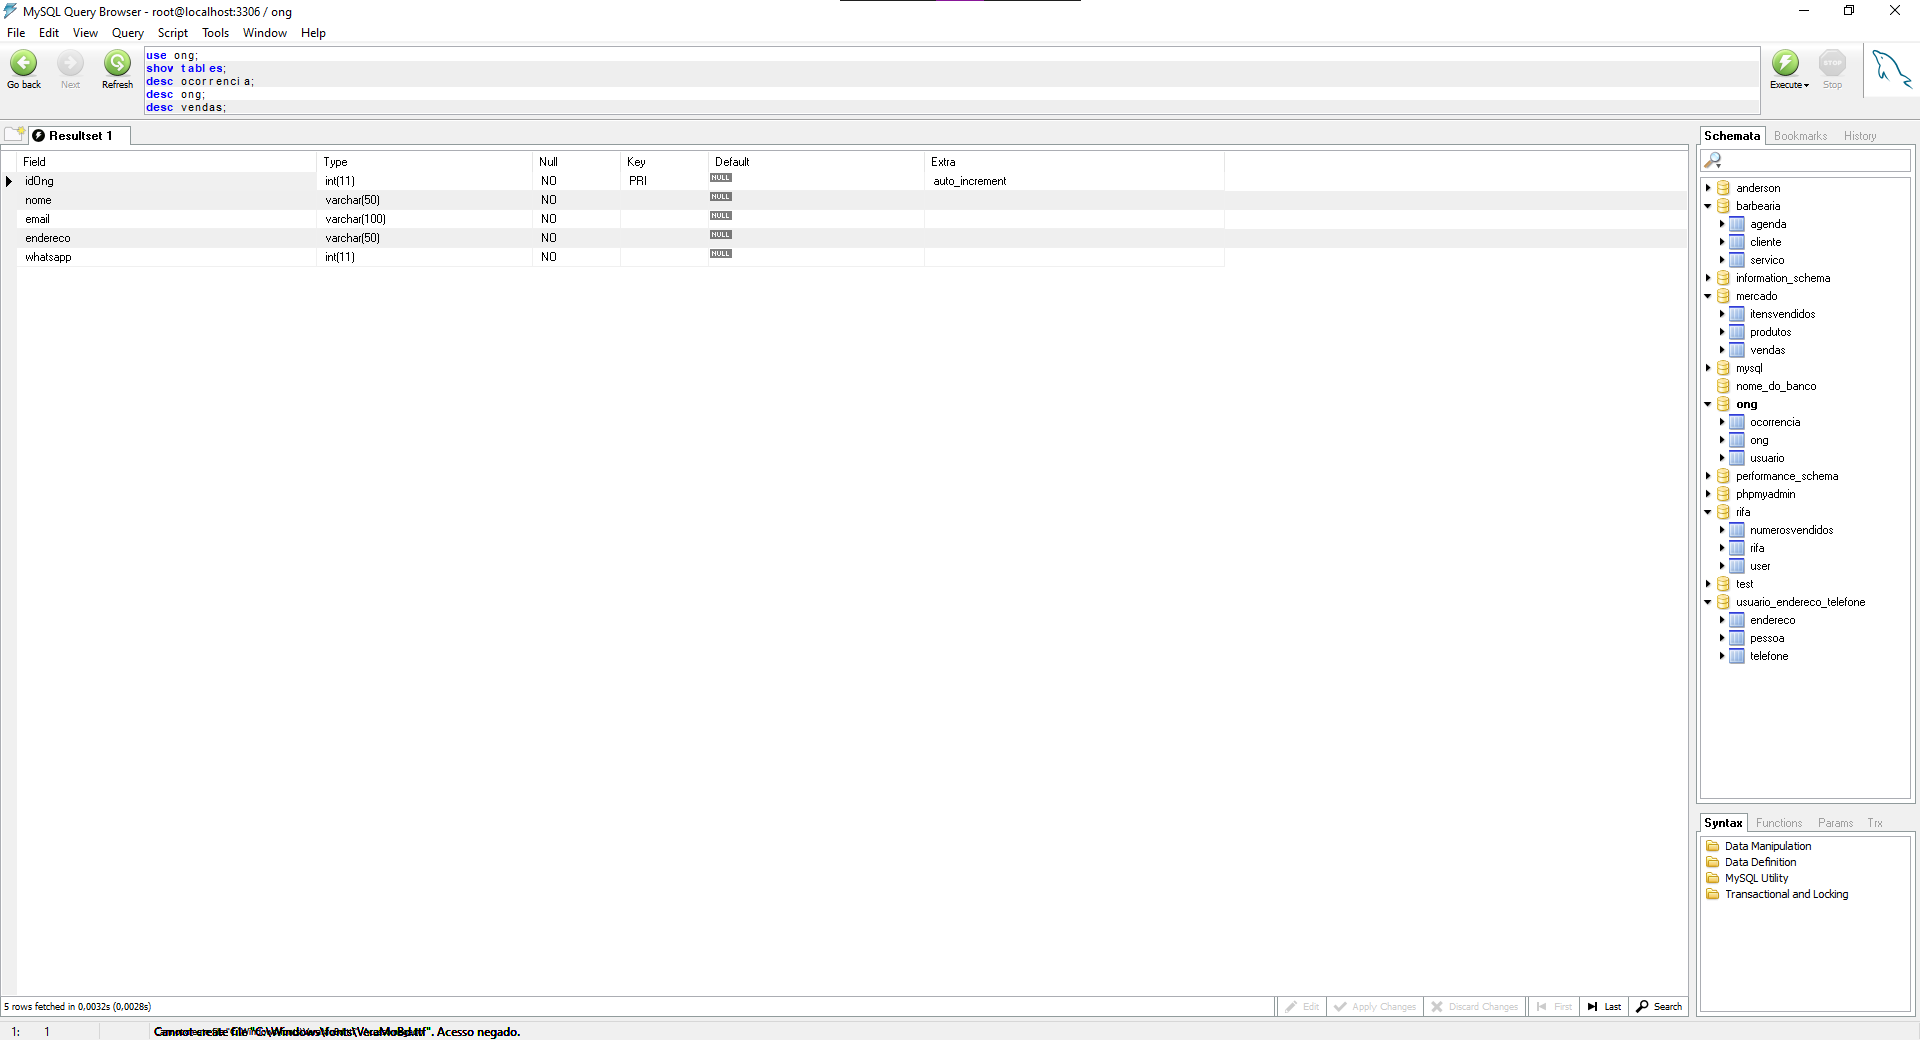 MySQL Query Browser - root@localhost:3306 / ong
File Edit View Query Script Tools Window Help
Go back Next Refresh
use ong;
show tables;
desc ocorrencia;
desc ong;
desc vendas;
Execute STOP Stop
Resultset 1
Field Type Null Key Default Extra
idOng int(11) NO PRI NULL auto_increment
nome varchar(50) NO NULL
email varchar(100) NO NULL
endereco varchar(50) NO NULL
whatsapp int(11) NO NULL
Schemata Bookmarks History
anderson
barbearia
agenda
cliente
servico
information_schema
mercado
itensvendidos
produtos
vendas
mysql
nome_do_banco
ong
ocorrencia
ong
usuario
performance_schema
phpmyadmin
rifa
numerosvendidos
rifa
user
test
usuario_endereco_telefone
endereco
pessoa
telefone
Syntax Functions Params Trx
Data Manipulation
Data Definition
MySQL Utility
Transactional and Locking
5 rows fetched in 0,0032s (0,0028s)
Edit Apply Changes Discard Changes First Last Search
1: 1
Cannot create file "C:\Windows\fonts\VeraMoBd.ttf". Acesso negado.